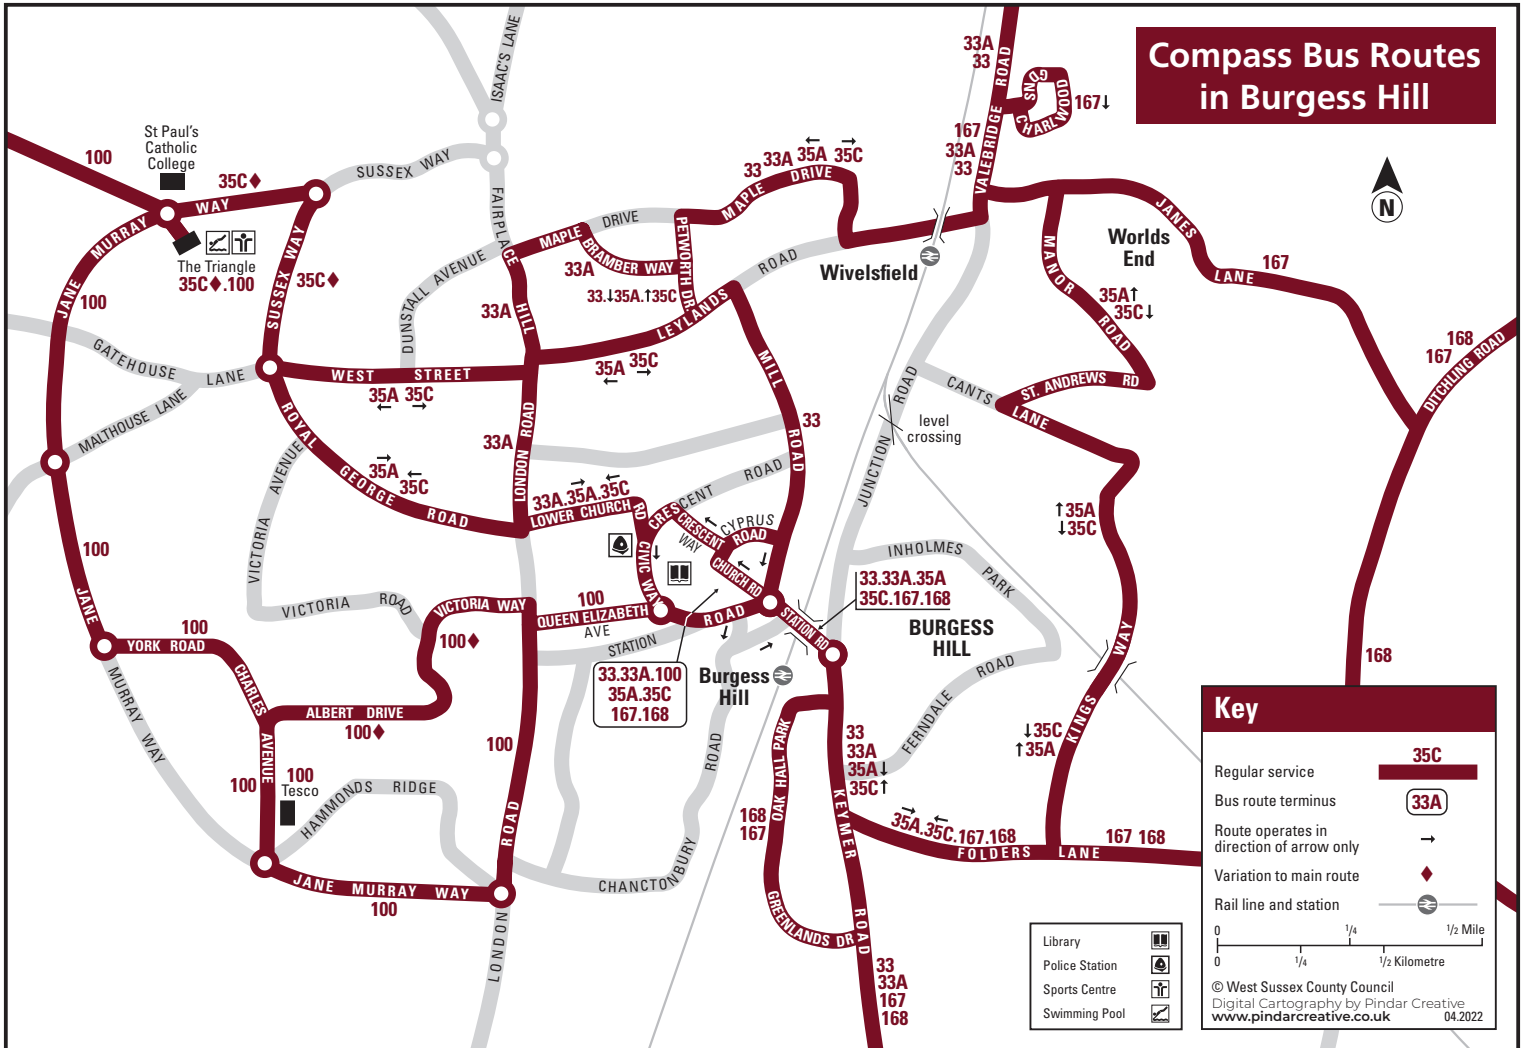 Compass Bus Routes
in Burgess Hill
N
ISAAC'S LANE
33A
33
ROAD
GDNS
CHARLWOOD
167↓
167
33A
33
VALEBRIDGE
St Paul's
Catholic
College
100
35C♦
WAY
MURRAY
JANE
100
The Triangle
35C♦.100
SUSSEX WAY
SUSSEX WAY
35C♦
FAIRPLACE
HILL
33A
DUNSTALL AVENUE
MAPLE
DRIVE
BRAMBER WAY
33A
PETWORTH DR.
33.↓35A.↑35C
← →
33 33A 35A 35C
MAPLE DRIVE
LEYLANDS
ROAD
Wivelsfield
Worlds
End
JANES
LANE
167
MANOR
ROAD
35A↑
35C↓
168
167
DITCHLING ROAD
GATEHOUSE
LANE
MALTHOUSE LANE
WEST STREET
35A 35C
← →
35A 35C
← →
MILL
ROAD
33
ST. ANDREWS RD
CANTS
LANE
level
crossing
JUNCTION
ROAD
ROYAL
GEORGE
ROAD
→
35A ←
35C
LONDON ROAD
33A
VICTORIA AVENUE
→ ←
33A.35A.35C
LOWER CHURCH RD
CRESCENT ROAD
CRESCENT
WAY
CYPRUS
ROAD
CHURCH RD
CIVIC WAY
↑35A
↓35C
100
JANE
VICTORIA ROAD
VICTORIA WAY
100♦
100
QUEEN ELIZABETH
AVE
STATION
ROAD
STATION RD
33.33A.35A
35C.167.168
BURGESS
HILL
INHOLMES
PARK
FERNDALE ROAD
100
YORK ROAD
CHARLES
AVENUE
MURRAY
WAY
ALBERT DRIVE
100♦
33.33A.100
35A.35C
167.168
Burgess
Hill
KINGS
WAY
↓35C
↑35A
168
100
100
Tesco
HAMMONDS RIDGE
100
ROAD
CHANCTONBURY
ROAD
OAK HALL PARK
168
167
GREENLANDS DR
33
33A
35A↓
35C↑
KEYMER
ROAD
→ ←
35A.35C.167.168
FOLDERS LANE
167 168
JANE MURRAY WAY
100
LONDON
33
33A
167
168
Key
35C
Regular service
Bus route terminus
33A
Route operates in
direction of arrow only
→
Variation to main route
♦
Rail line and station
0 1/4 1/2 Mile
0 1/4 1/2 Kilometre
© West Sussex County Council
Digital Cartography by Pindar Creative
www.pindarcreative.co.uk 04.2022
Library
Police Station
Sports Centre
Swimming Pool